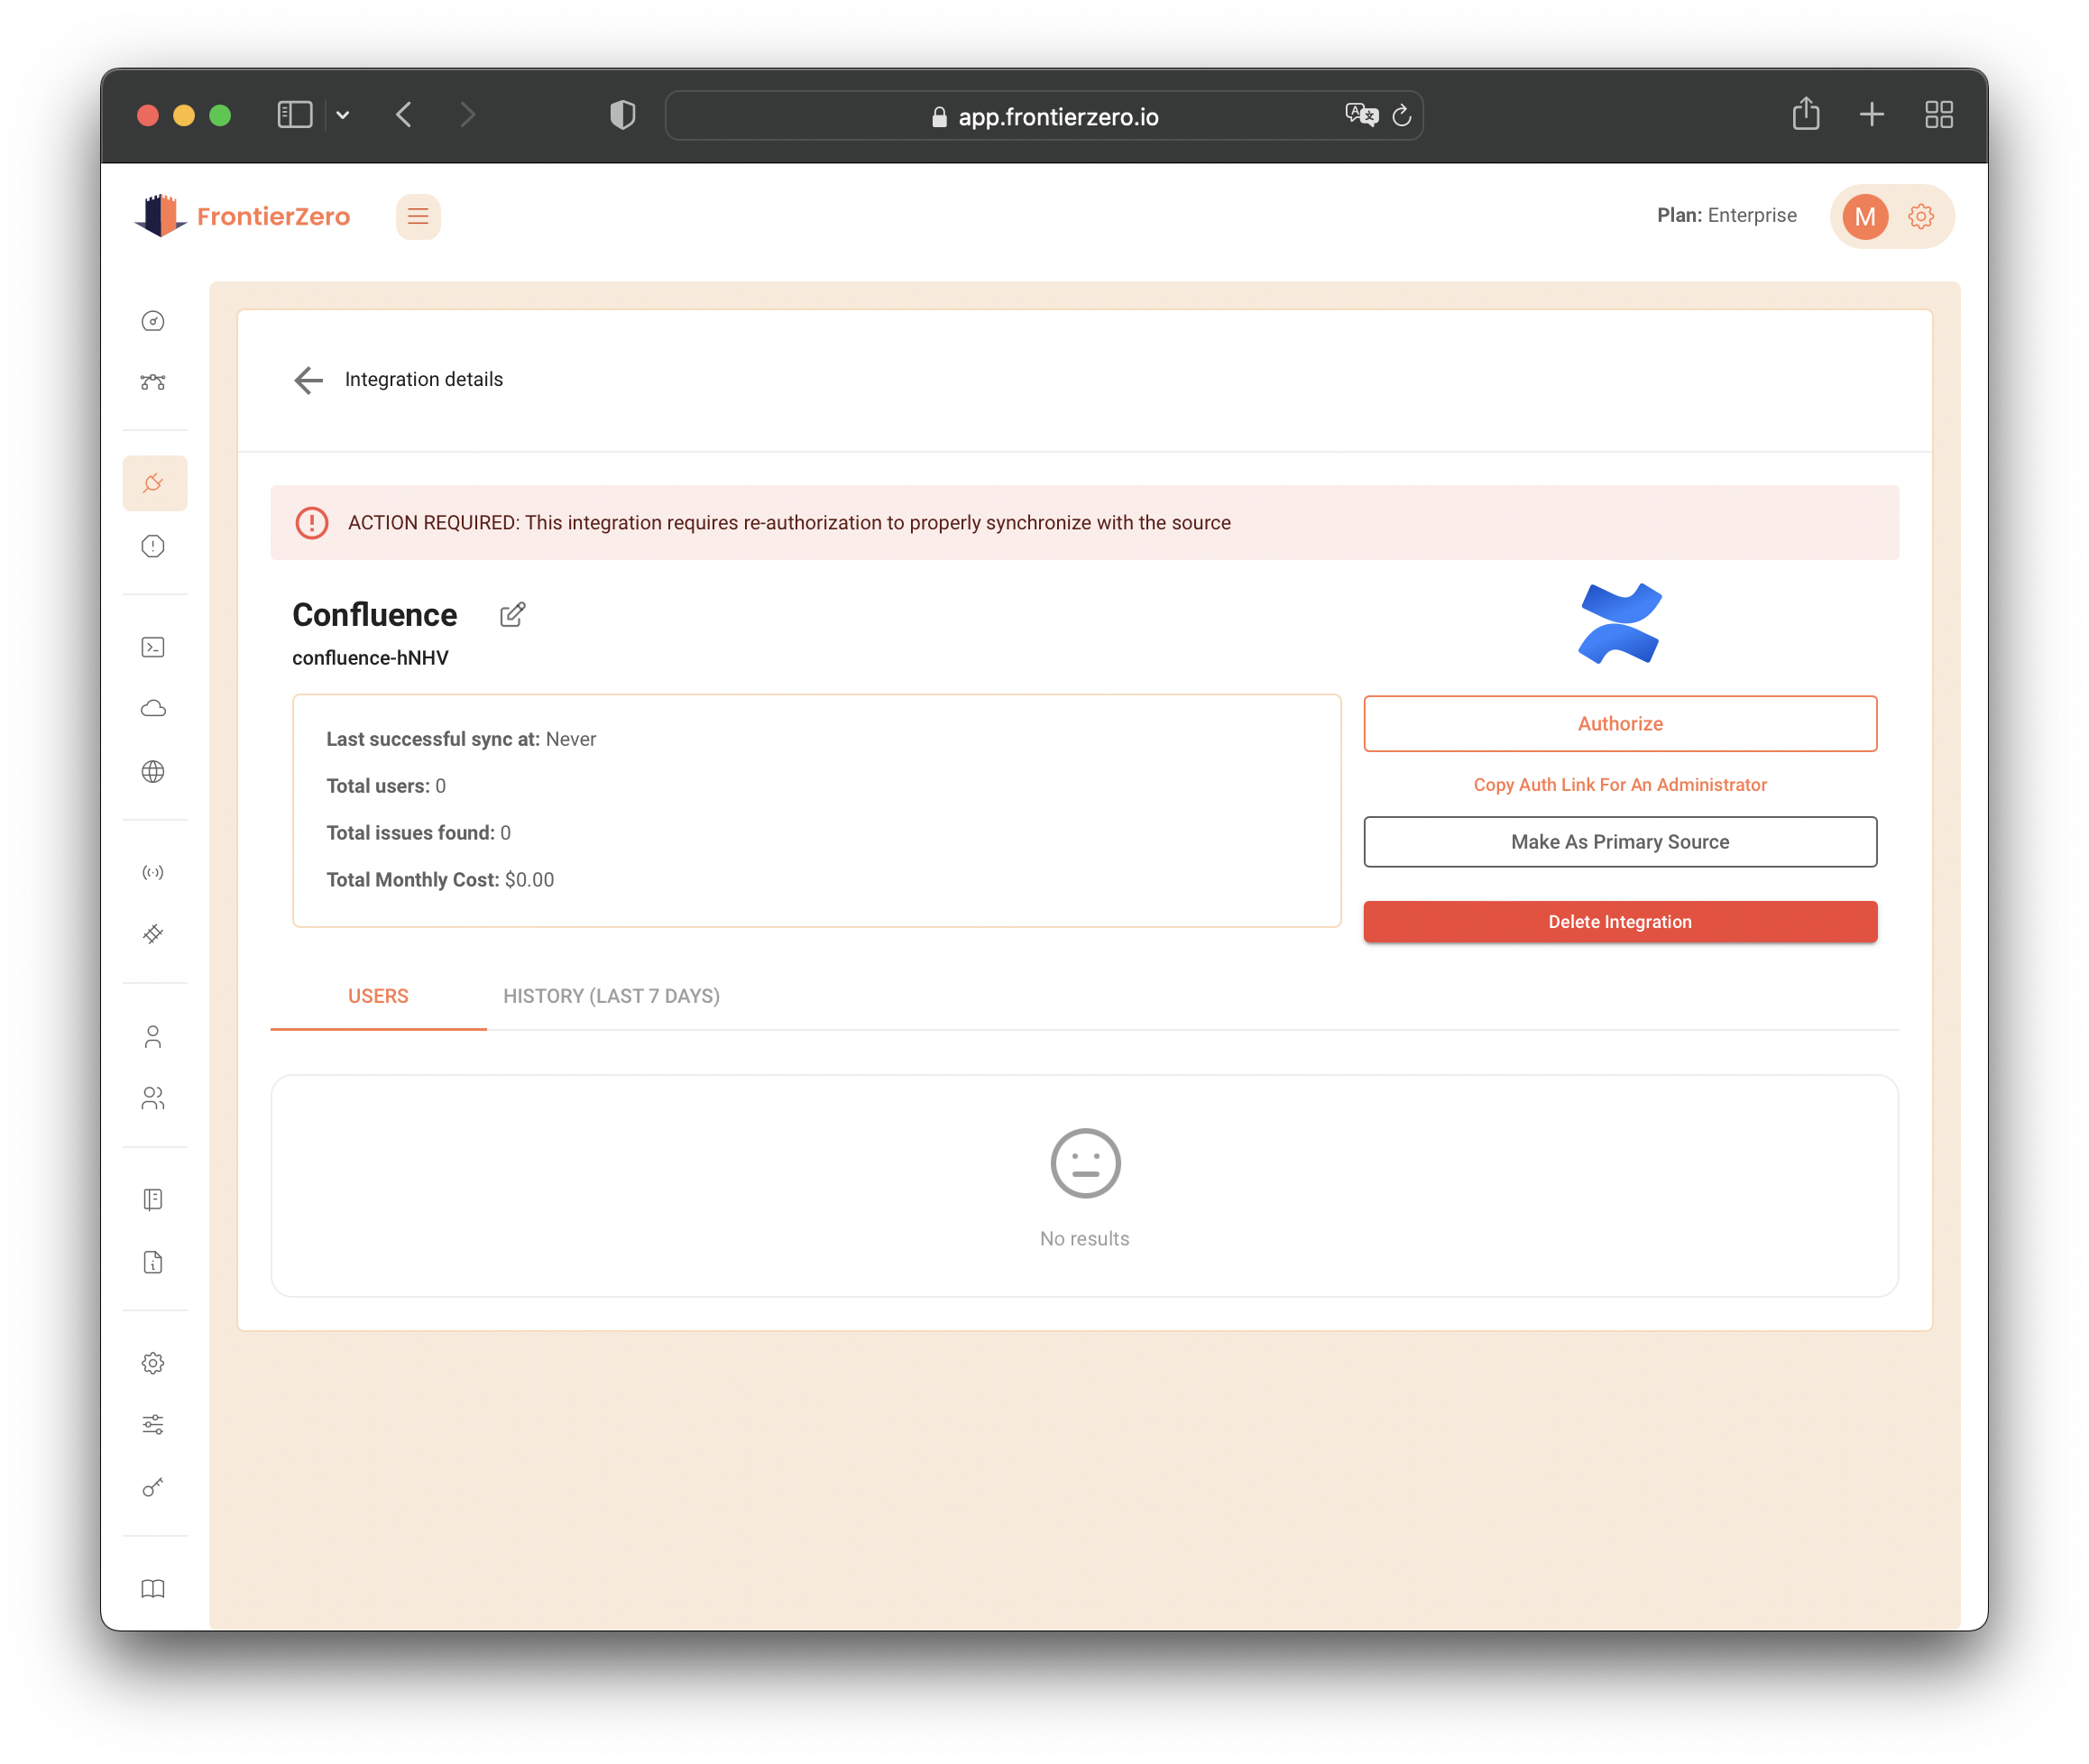 app.frontierzero.io
FrontierZero
Plan: Enterprise
M
Integration details
ACTION REQUIRED: This integration requires re-authorization to properly synchronize with the source
Confluence
confluence-hNHV
Last successful sync at: Never
Total users: 0
Total issues found: 0
Total Monthly Cost: $0.00
Authorize
Copy Auth Link For An Administrator
Make As Primary Source
Delete Integration
USERS
HISTORY (LAST 7 DAYS)
No results